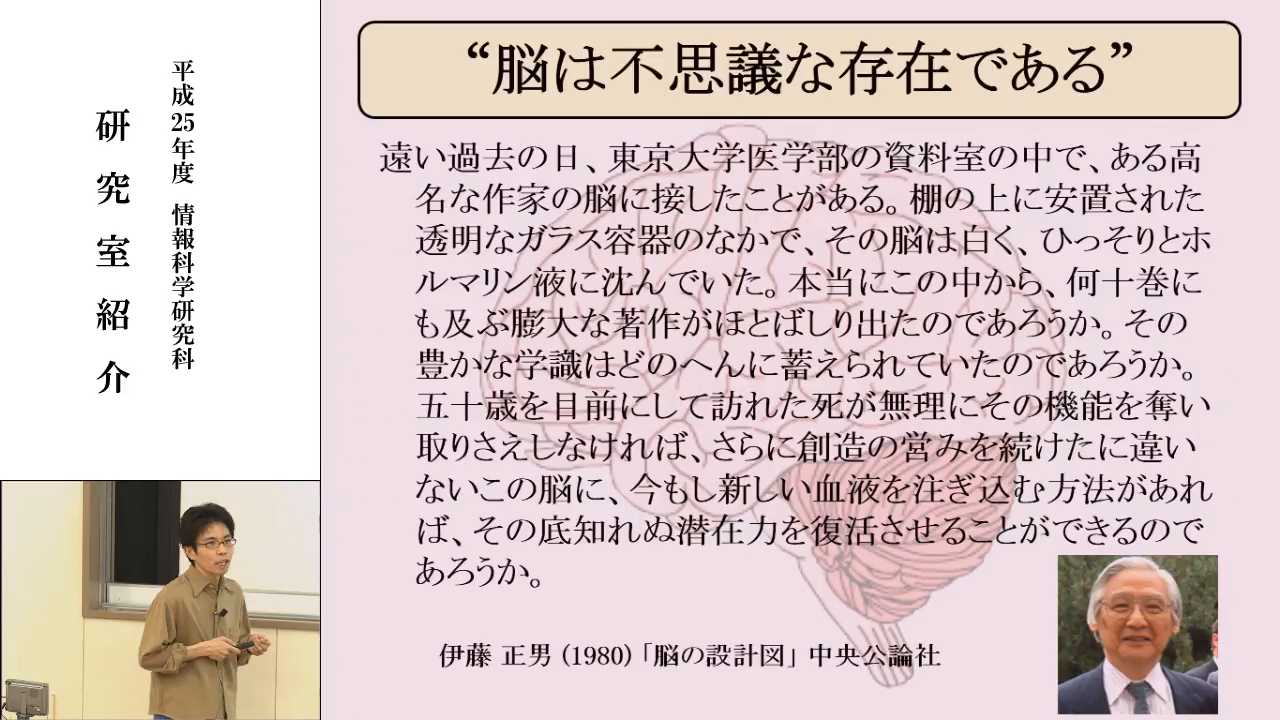 平成25年度 情報科学研究科
研究室紹介
“脳は不思議な存在である”
遠い過去の日、東京大学医学部の資料室の中で、ある高
名な作家の脳に接したことがある。棚の上に安置された
透明なガラス容器のなかで、その脳は白く、ひっそりとホ
ルマリン液に沈んでいた。本当にこの中から、何十巻に
も及ぶ膨大な著作がほとばしり出たのであろうか。その
豊かな学識はどのへんに蓄えられていたのであろうか。
五十歳を目前にして訪れた死が無理にその機能を奪い
取りさえしなければ、さらに創造の営みを続けたに違い
ないこの脳に、今もし新しい血液を注ぎ込む方法があれ
ば、その底知れぬ潜在力を復活させることができるので
あろうか。
伊藤 正男 (1980) 「脳の設計図」 中央公論社